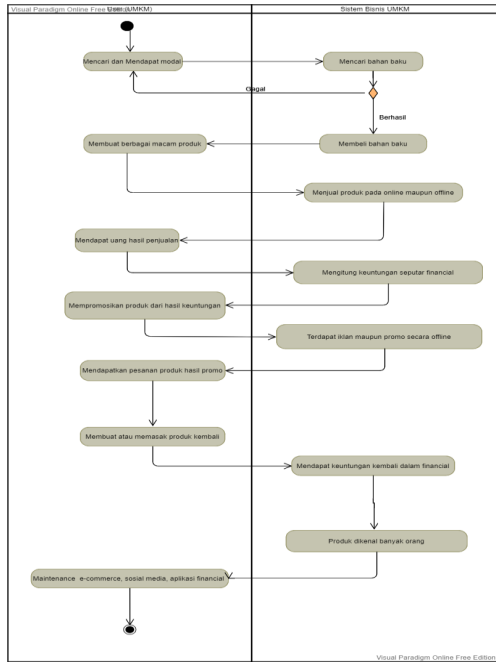 Visual Paradigm Online Free Edition
User (UMKM)
Sistem Bisnis UMKM
Mencari dan Mendapat modal
Mencari bahan baku
Gagal
Berhasil
Membuat berbagai macam produk
Membeli bahan baku
Menjual produk pada online maupun offline
Mendapat uang hasil penjualan
Mengitung keuntungan seputar financial
Mempromosikan produk dari hasil keuntungan
Terdapat iklan maupun promo secara offline
Mendapatkan pesanan produk hasil promo
Membuat atau memasak produk kembali
Mendapat keuntungan kembali dalam financial
Produk dikenal banyak orang
Maintenance e-commerce, sosial media, aplikasi financial
Visual Paradigm Online Free Edition